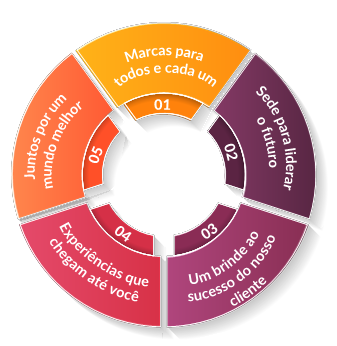 Marcas para
todos e cada um
01
Sede para liderar
o futuro
02
Um brinde ao
sucesso do nosso
cliente
03
Experiências que
chegam até você
04
Juntos por um
mundo melhor
05